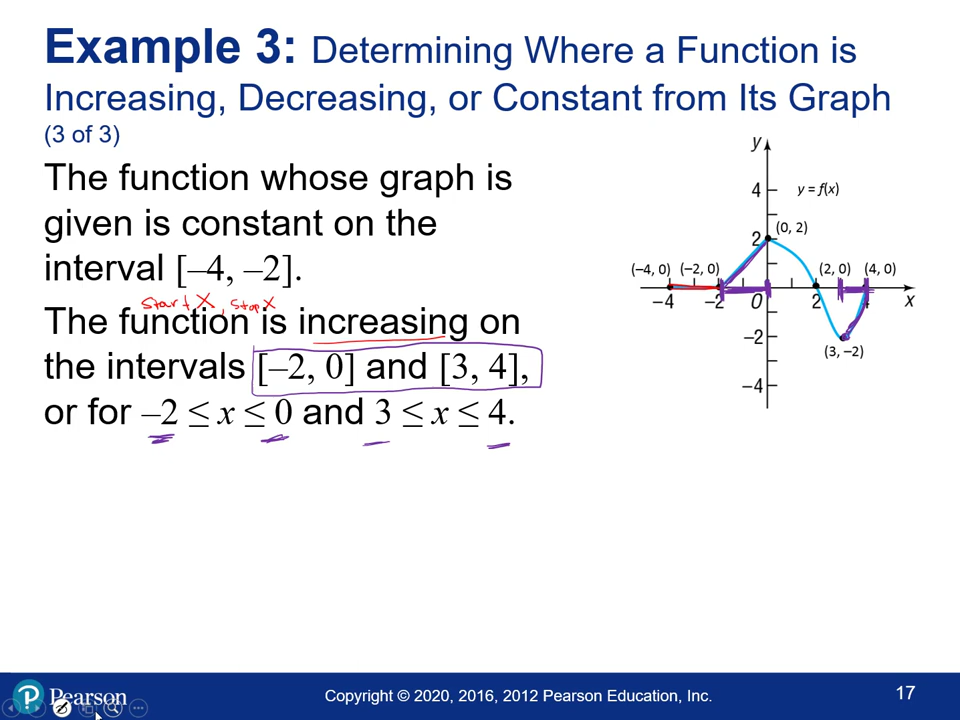 Example 3: Determining Where a Function is
Increasing, Decreasing, or Constant from Its Graph
(3 of 3)
The function whose graph is
given is constant on the
interval [–4, –2].
start X, stop X
The function is increasing on
the intervals [–2, 0] and [3, 4],
or for –2 ≤ x ≤ 0 and 3 ≤ x ≤ 4.
y
4
y = f(x)
(0, 2)
2
(–4, 0) (–2, 0) (2, 0) (4, 0)
–4 –2 O 2 4 x
–2
(3, –2)
–4
Pearson
Copyright © 2020, 2016, 2012 Pearson Education, Inc.
17